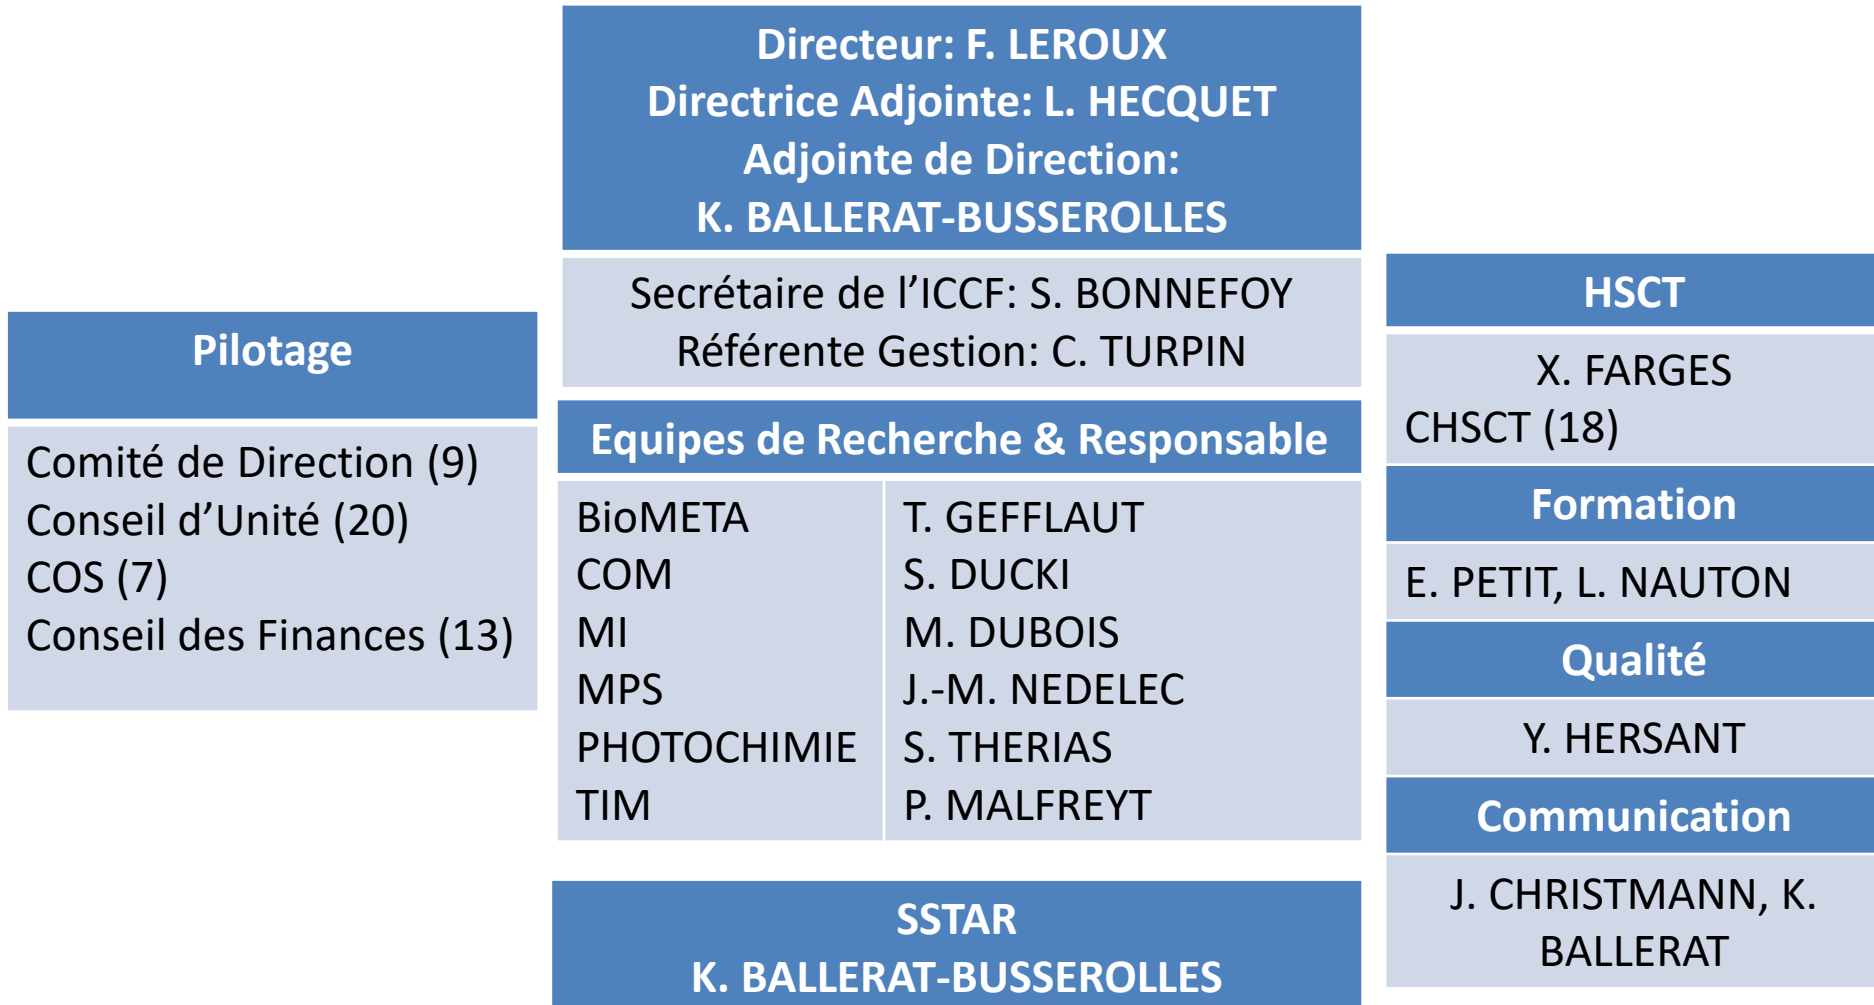 Directeur: F. LEROUX
Directrice Adjointe: L. HECQUET
Adjointe de Direction:
K. BALLERAT-BUSSEROLLES
Secrétaire de l’ICCF: S. BONNEFOY
Référente Gestion: C. TURPIN
Pilotage
Comité de Direction (9)
Conseil d’Unité (20)
COS (7)
Conseil des Finances (13)
Equipes de Recherche & Responsable
BioMETA T. GEFFLAUT
COM S. DUCKI
MI M. DUBOIS
MPS J.-M. NEDELEC
PHOTOCHIMIE S. THERIAS
TIM P. MALFREYT
SSTAR
K. BALLERAT-BUSSEROLLES
HSCT
X. FARGES
CHSCT (18)
Formation
E. PETIT, L. NAUTON
Qualité
Y. HERSANT
Communication
J. CHRISTMANN, K.
BALLERAT